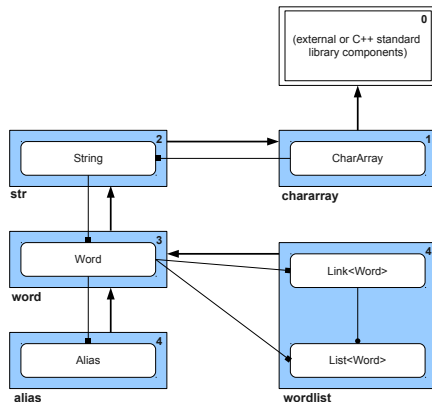 0
(external or C++ standard
library components)
2
String
str
1
CharArray
chararray
3
Word
word
4
Link<Word>
List<Word>
wordlist
4
Alias
alias